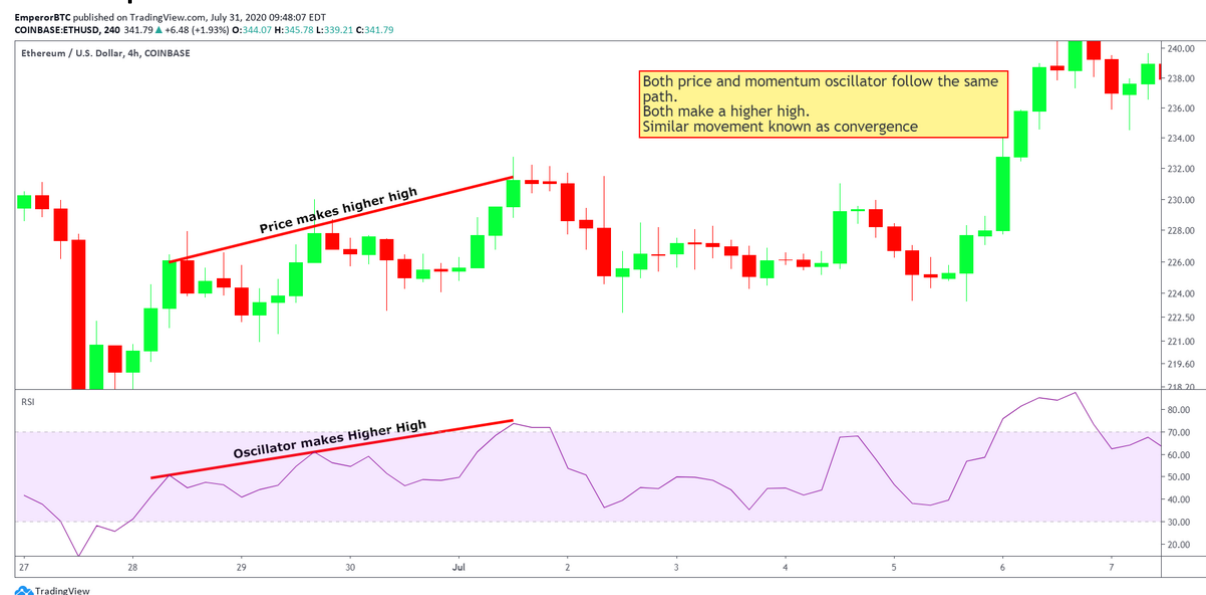 EmperorBTC published on TradingView.com, July 31, 2020 09:48:07 EDT
COINBASE:ETHUSD, 240 341.79 ▲ +6.48 (+1.93%) O:344.07 H:345.78 L:339.21 C:341.79
Ethereum / U.S. Dollar, 4h, COINBASE
Both price and momentum oscillator follow the same
path.
Both make a higher high.
Similar movement known as convergence
Price makes higher high
240.00
238.00
236.00
234.00
232.00
230.00
228.00
226.00
224.00
222.50
221.00
219.60
218.20
RSI
Oscillator makes Higher High
80.00
70.00
60.00
50.00
40.00
30.00
20.00
27 28 29 30 Jul 2 3 4 5 6 7
TradingView